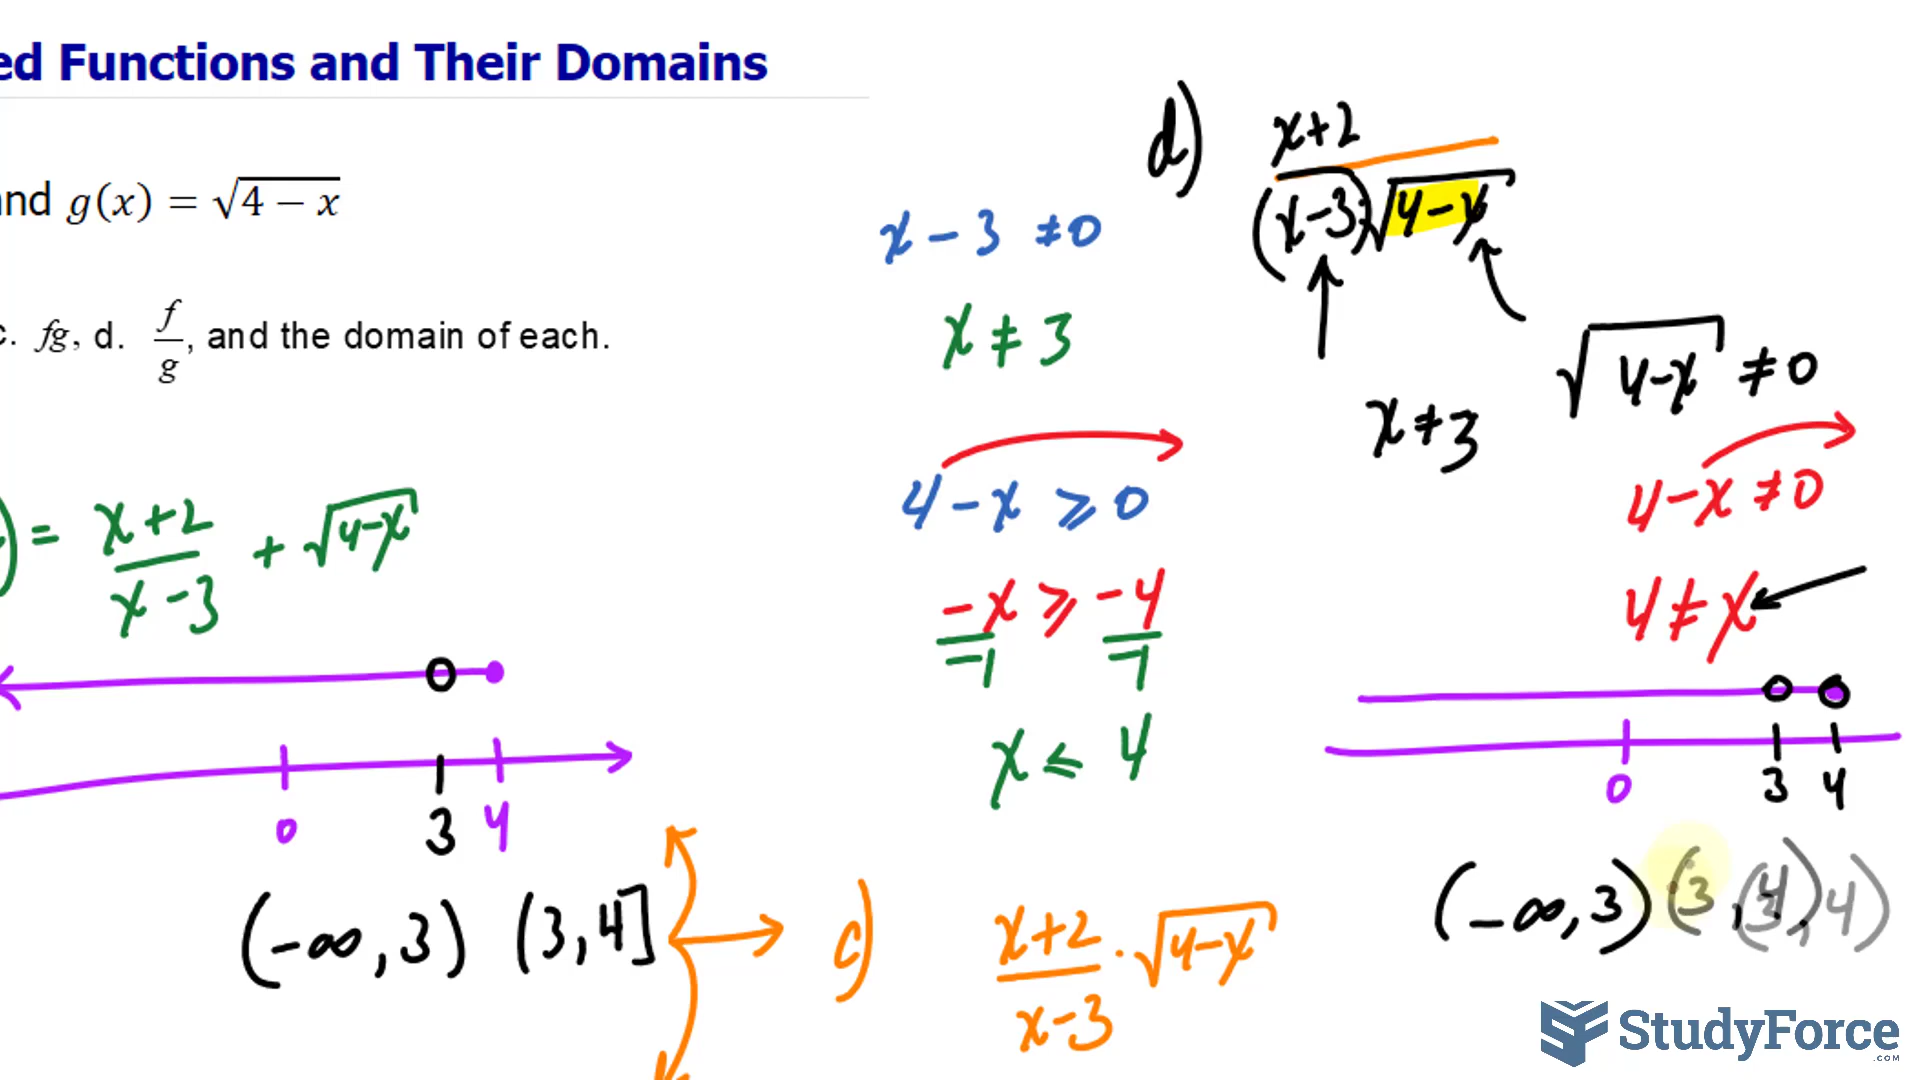 ed Functions and Their Domains
and g(x) = √4 − x
c. fg, d. f/g, and the domain of each.
) = x+2/x-3 + √4-x
0 3 4
(-∞,3) (3,4]
x-3 ≠0
x ≠ 3
4-x ≥ 0
-x ≥ -4
-1 -1
x ≤ 4
c) x+2/x-3 · √4-x
d) x+2/(x-3)√4-x
x≠3
√4-x ≠0
4-x ≠0
4≠x
0 3 4
(-∞,3)(3,4)
StudyForce
.COM